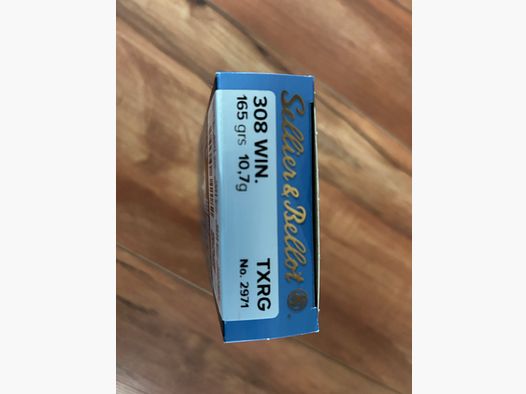 Sellier & Bellot
308 WIN. TXRG
165 grs 10,7g No. 2971